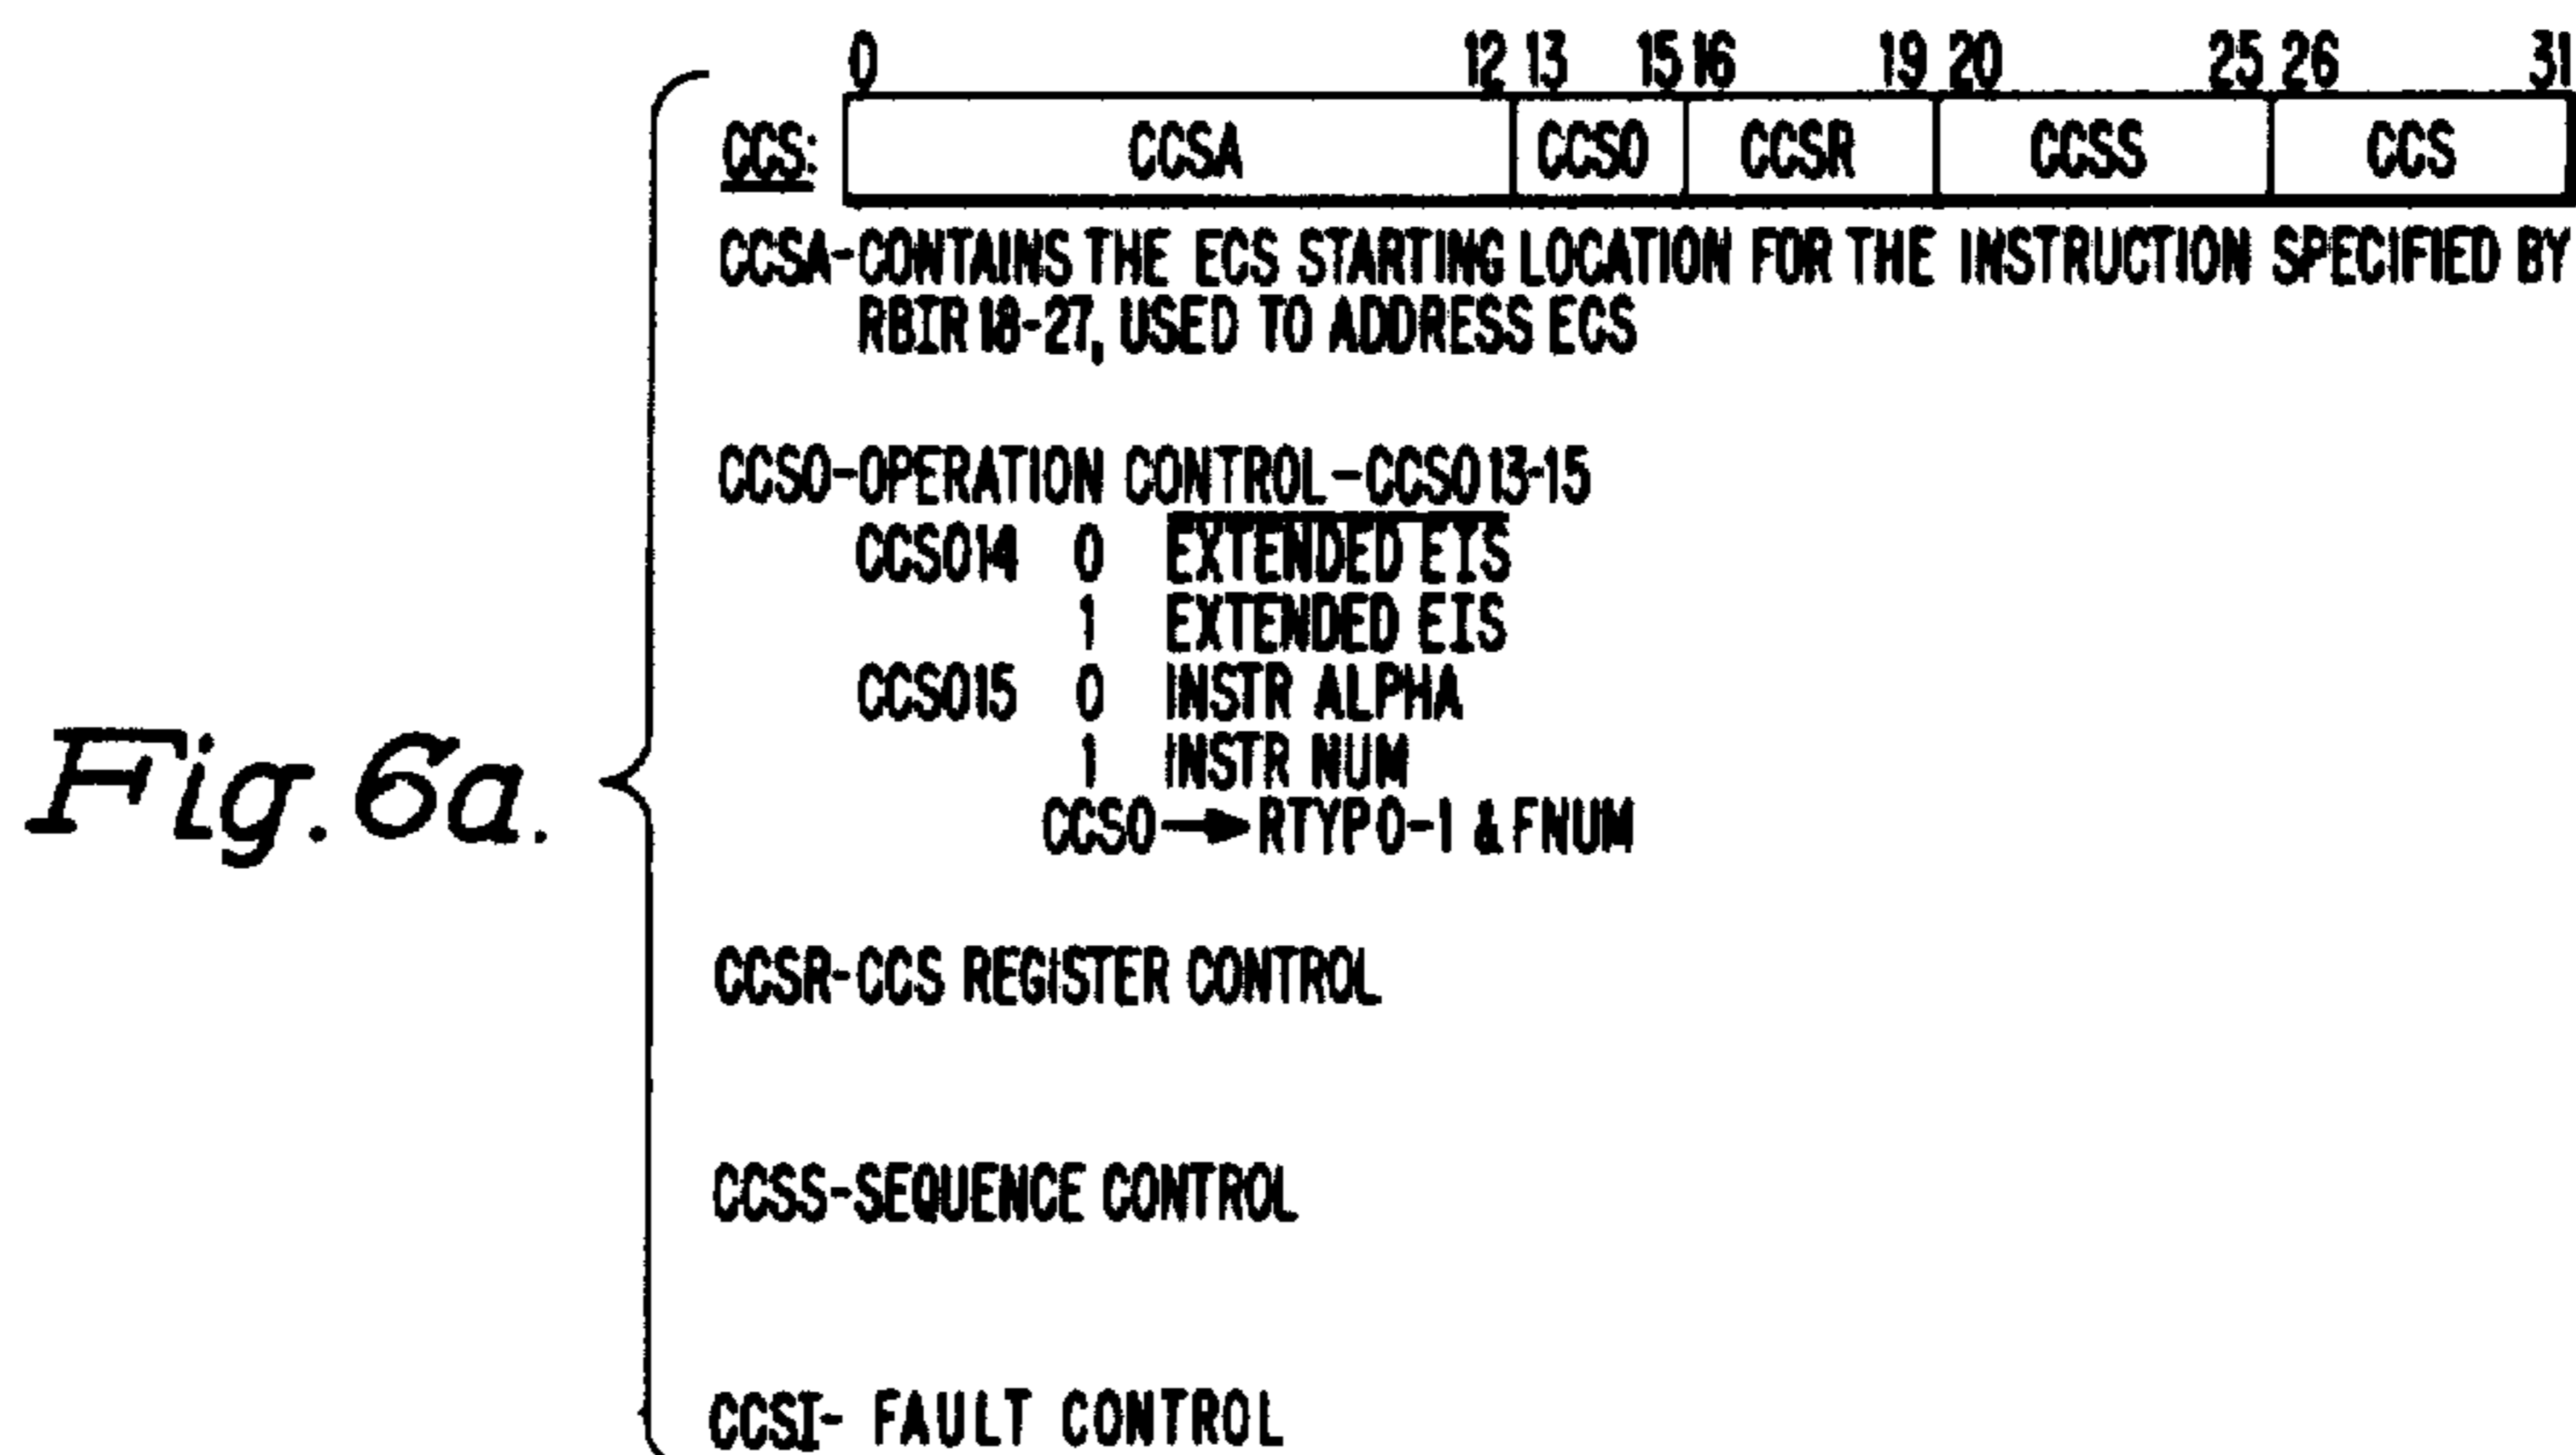 0 12 13 15 16 19 20 25 26 31
CCS: CCSA CCSO CCSR CCSS CCS
CCSA-CONTAINS THE ECS STARTING LOCATION FOR THE INSTRUCTION SPECIFIED BY
RBIR 18-27, USED TO ADDRESS ECS
CCSO-OPERATION CONTROL-CCSO 13-15
CCSO14 0 EXTENDED EIS
1 EXTENDED EIS
CCSO15 0 INSTR ALPHA
1 INSTR NUM
CCSO→RTYP0-1 & FNUM
Fig. 6a.
CCSR-CCS REGISTER CONTROL
CCSS-SEQUENCE CONTROL
CCSI- FAULT CONTROL